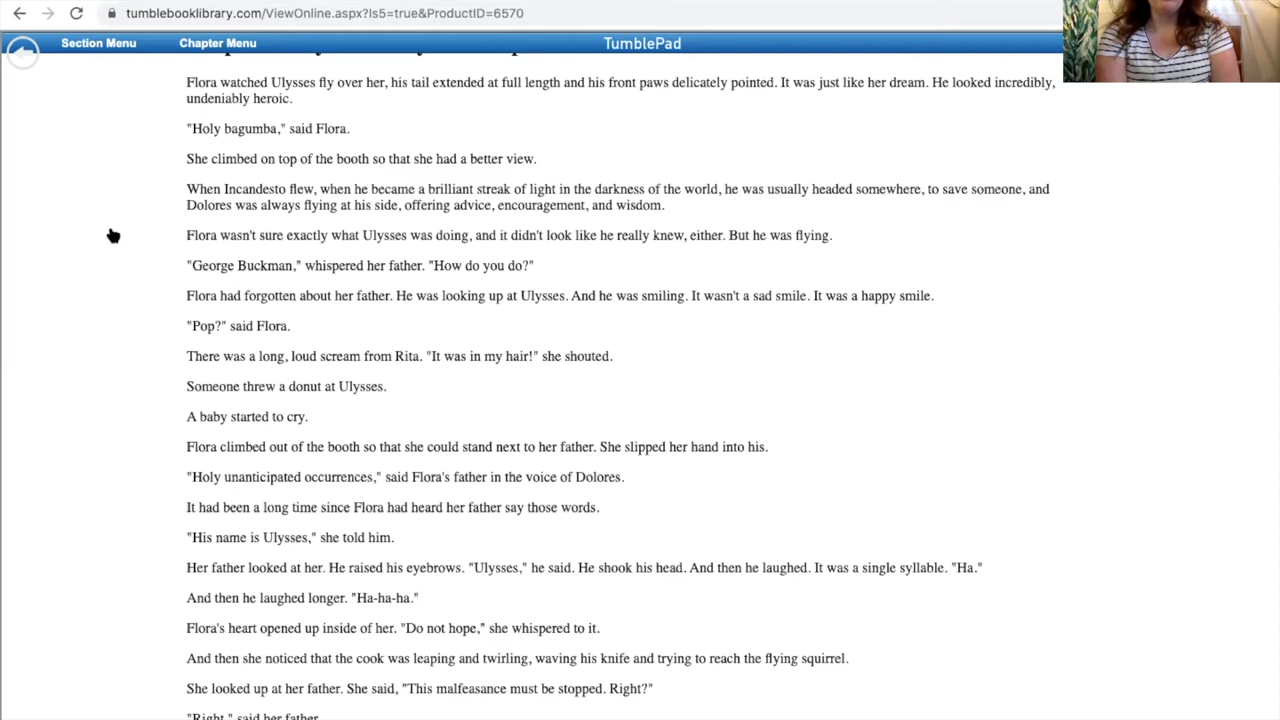 tumblebooklibrary.com/ViewOnline.aspx?ls5=true&ProductID=6570
Section Menu Chapter Menu TumblePad
Flora watched Ulysses fly over her, his tail extended at full length and his front paws delicately pointed. It was just like her dream. He looked incredibly,
undeniably heroic.
"Holy bagumba," said Flora.
She climbed on top of the booth so that she had a better view.
When Incandesto flew, when he became a brilliant streak of light in the darkness of the world, he was usually headed somewhere, to save someone, and
Dolores was always flying at his side, offering advice, encouragement, and wisdom.
Flora wasn't sure exactly what Ulysses was doing, and it didn't look like he really knew, either. But he was flying.
"George Buckman," whispered her father. "How do you do?"
Flora had forgotten about her father. He was looking up at Ulysses. And he was smiling. It wasn't a sad smile. It was a happy smile.
"Pop?" said Flora.
There was a long, loud scream from Rita. "It was in my hair!" she shouted.
Someone threw a donut at Ulysses.
A baby started to cry.
Flora climbed out of the booth so that she could stand next to her father. She slipped her hand into his.
"Holy unanticipated occurrences," said Flora's father in the voice of Dolores.
It had been a long time since Flora had heard her father say those words.
"His name is Ulysses," she told him.
Her father looked at her. He raised his eyebrows. "Ulysses," he said. He shook his head. And then he laughed. It was a single syllable. "Ha."
And then he laughed longer. "Ha-ha-ha."
Flora's heart opened up inside of her. "Do not hope," she whispered to it.
And then she noticed that the cook was leaping and twirling, waving his knife and trying to reach the flying squirrel.
She looked up at her father. She said, "This malfeasance must be stopped. Right?"
"Right," said her father.